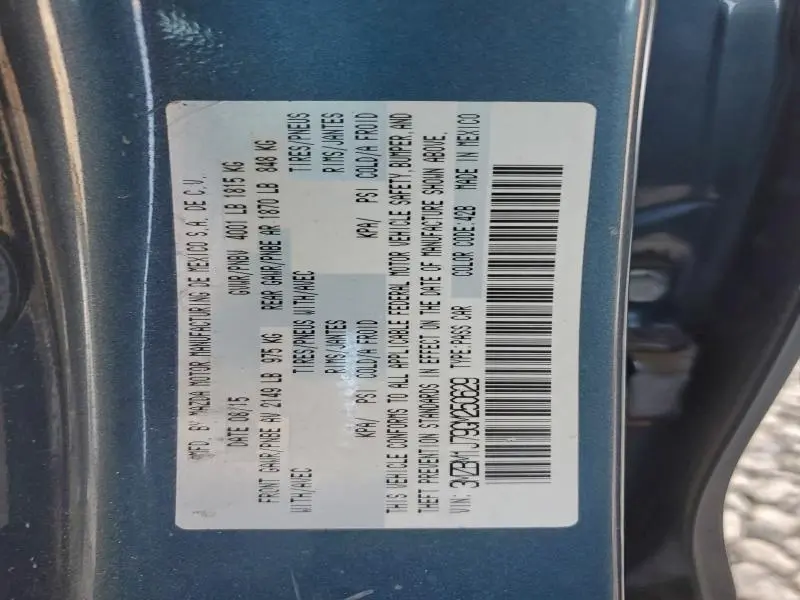 MFD. BY MAZDA MOTOR MANUFACTURING DE MEXICO S.A. DE C.V.
DATE 08/15 GVWR/PNBV 4001 LB 1815 KG
FRONT GAWR/PNBE AV 2149 LB 975 KG REAR GAWR/PNBE AR 1870 LB 848 KG
WITH/AVEC TIRES/PNEUS WITH/AVEC TIRES/PNEUS
RIMS/JANTES RIMS/JANTES
KPA/ PSI COLD/A FROID KPA/ PSI COLD/A FROID
THIS VEHICLE CONFORMS TO ALL APPLICABLE FEDERAL MOTOR VEHICLE SAFETY, BUMPER, AND
THEFT PREVENTION STANDARDS IN EFFECT ON THE DATE OF MANUFACTURE SHOWN ABOVE.
VIN: 3MZBM1J79GM250629 TYPE:PASS CAR COLOR CODE:42B MADE IN MEXICO